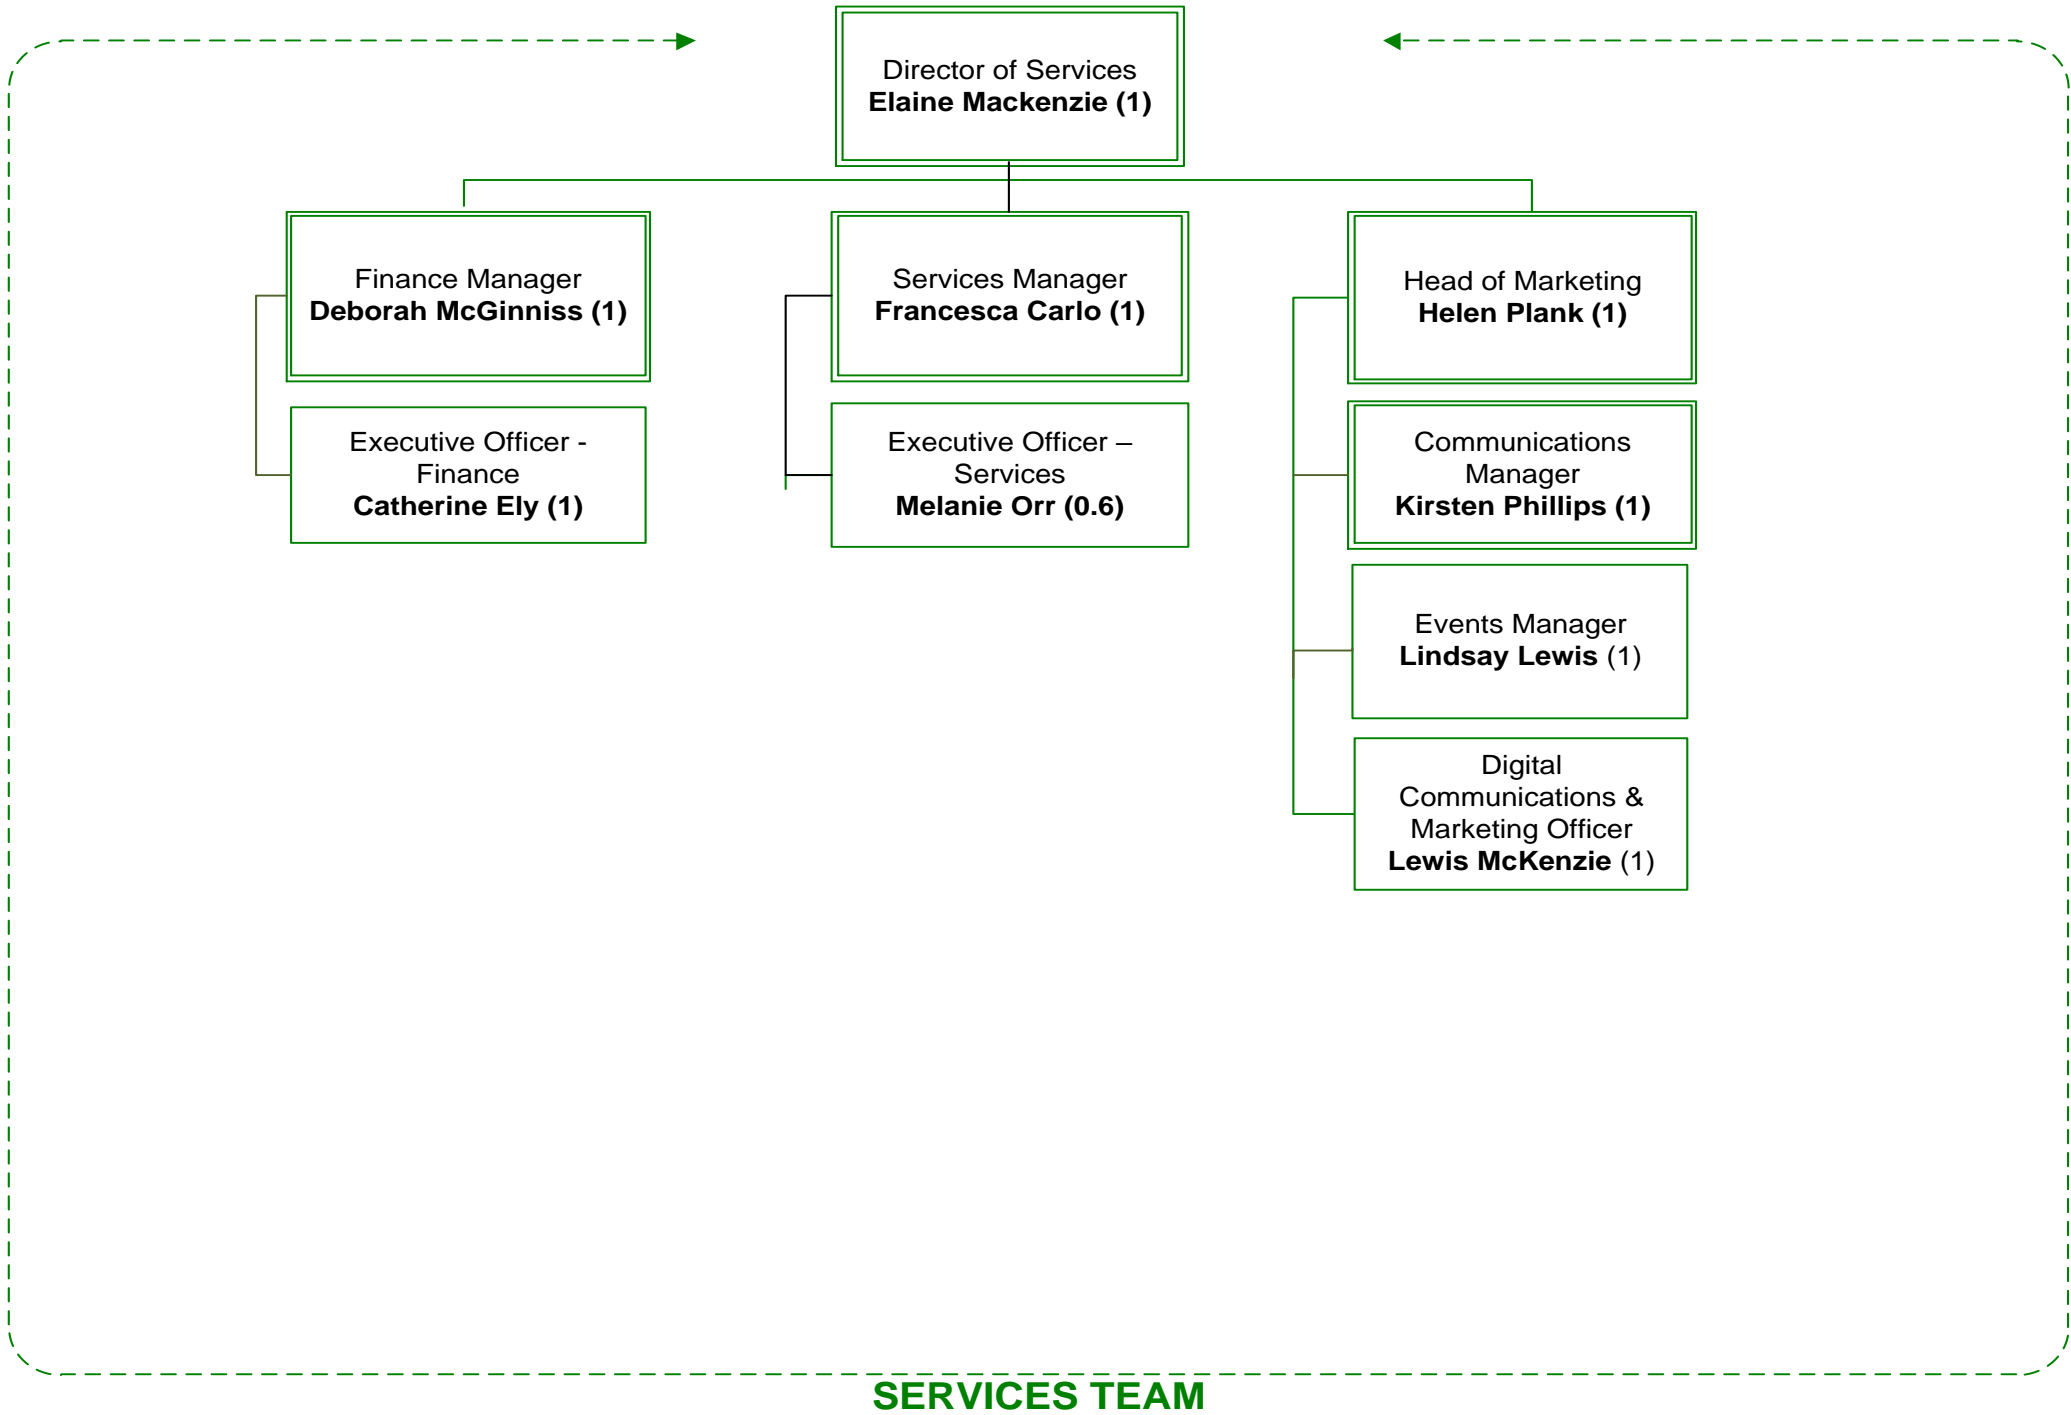 Director of Services
Elaine Mackenzie (1)
Finance Manager
Deborah McGinniss (1)
Executive Officer -
Finance
Catherine Ely (1)
Services Manager
Francesca Carlo (1)
Executive Officer –
Services
Melanie Orr (0.6)
Head of Marketing
Helen Plank (1)
Communications
Manager
Kirsten Phillips (1)
Events Manager
Lindsay Lewis (1)
Digital
Communications &
Marketing Officer
Lewis McKenzie (1)
SERVICES TEAM